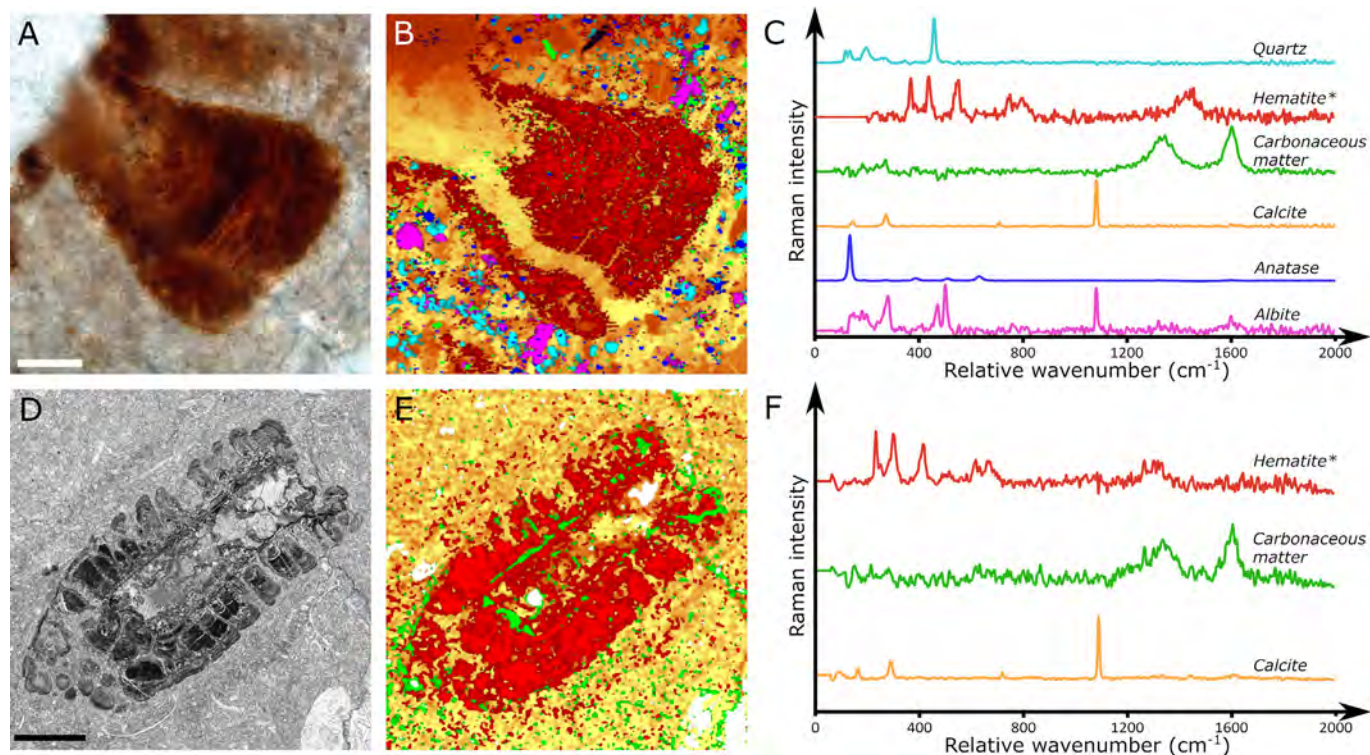 A
B
C
Raman intensity
Quartz
Hematite*
Carbonaceous
matter
Calcite
Anatase
Albite
0
400
800
1200
1600
2000
Relative wavenumber (cm⁻¹)
D
E
F
Raman intensity
Hematite*
Carbonaceous
matter
Calcite
0
400
800
1200
1600
2000
Relative wavenumber (cm⁻¹)